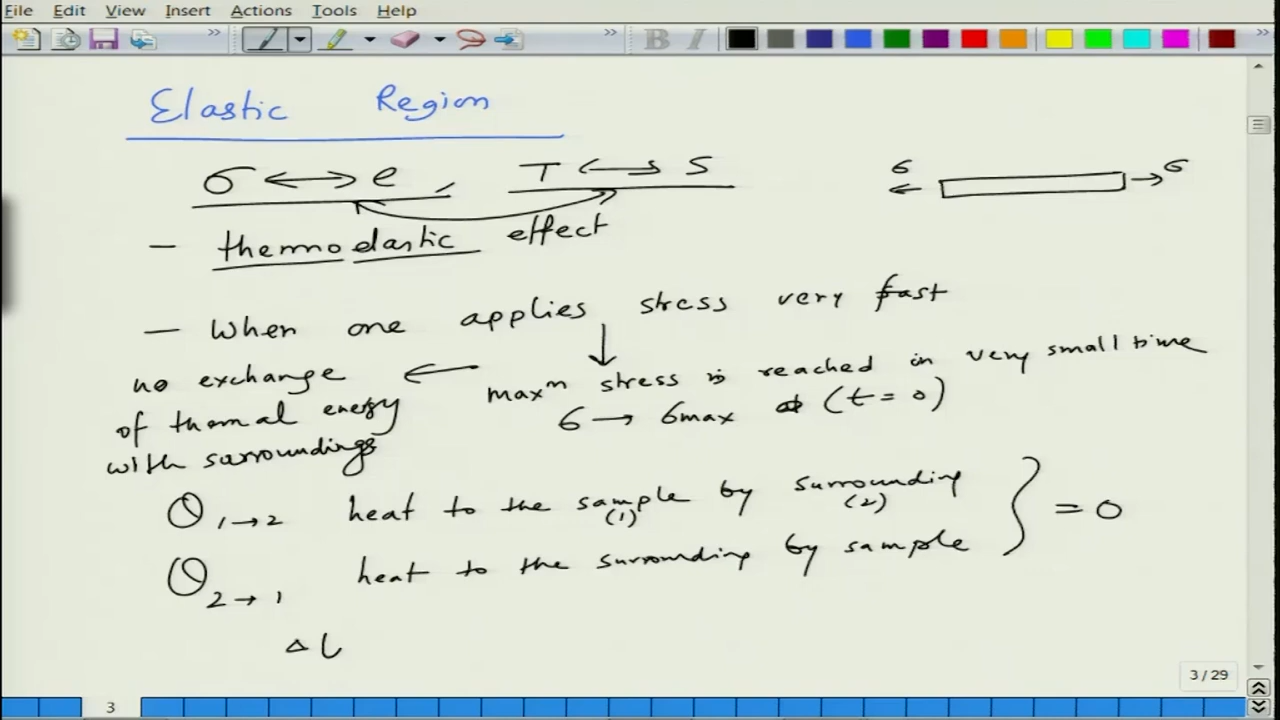 File Edit View Insert Actions Tools Help
Elastic Region
σ ↔ e, T ↔ S
σ σ
- thermoelastic effect
- When one applies stress very fast
maxᵐ stress is reached in very small time
σ → σmax (t = 0)
no exchange
of thermal energy
with surroundings
Q1→2 heat to the sample by surrounding
(1) (2)
= 0
Q2→1 heat to the surrounding by sample
Δ
3 / 29
3